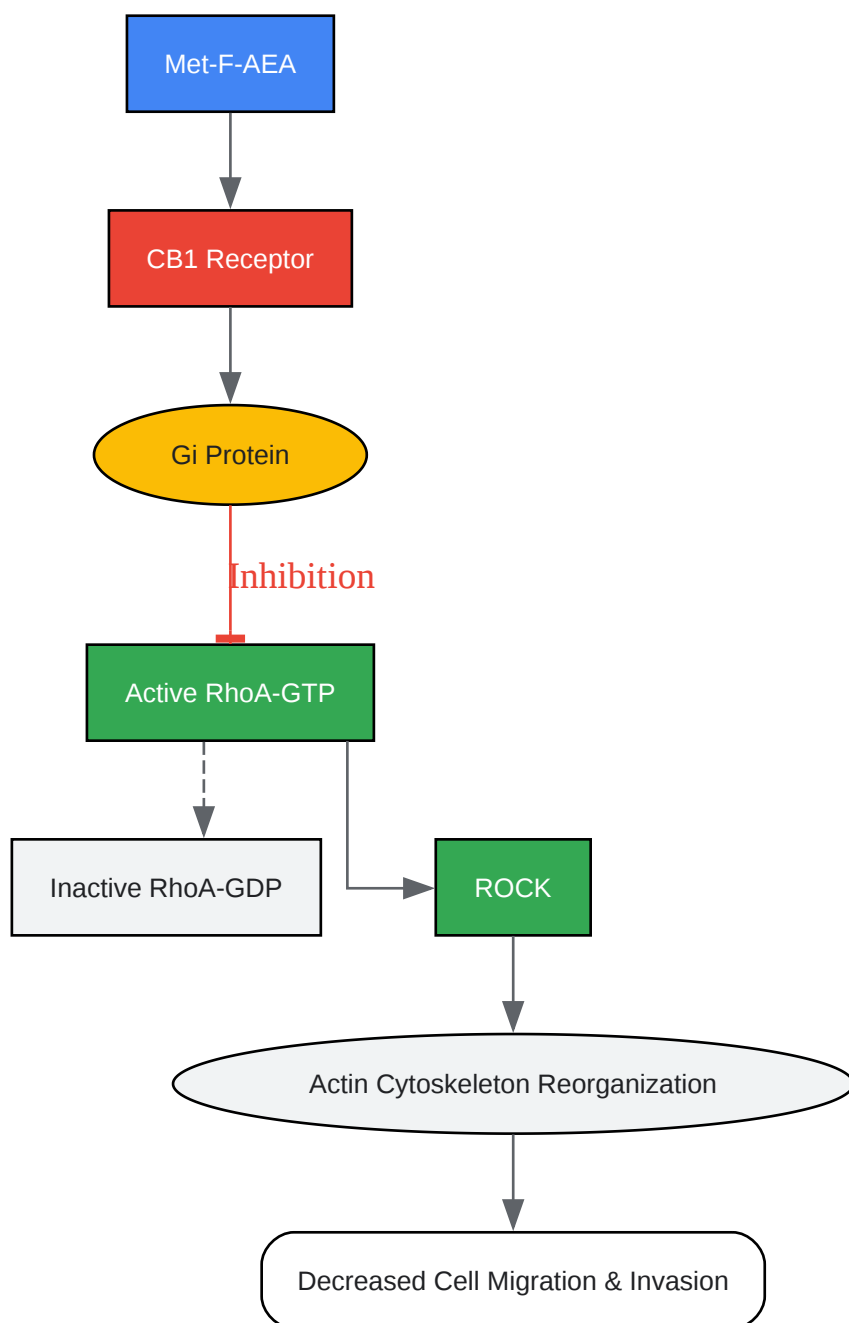 Met-F-AEA
CB1 Receptor
Gi Protein
Inhibition
Active RhoA-GTP
Inactive RhoA-GDP
ROCK
Actin Cytoskeleton Reorganization
Decreased Cell Migration & Invasion